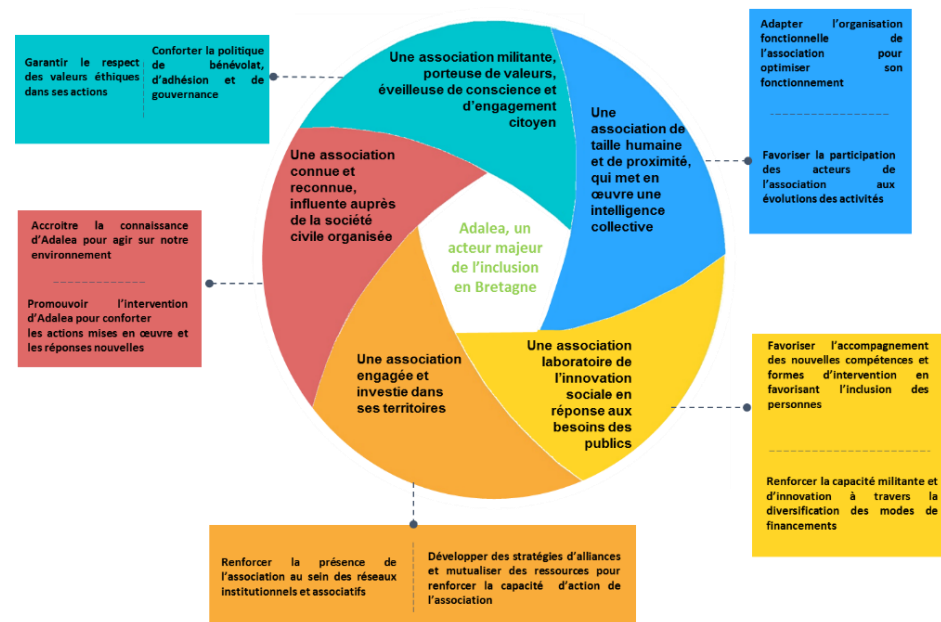 Garantir le respect
des valeurs éthiques
dans ses actions
Conforter la politique
de bénévolat,
d’adhésion et de
gouvernance
Une association militante,
porteuse de valeurs,
éveilleuse de conscience et
d’engagement
citoyen
Adapter l’organisation
fonctionnelle de
l’association pour
optimiser son
fonctionnement
Favoriser la participation
des acteurs de
l’association aux
évolutions des activités
Une
association de
taille humaine
et de proximité,
qui met en
œuvre une
intelligence
collective
Une association
connue et
reconnue,
influente auprès
de la société
civile organisée
Accroitre la connaissance
d’Adalea pour agir sur notre
environnement
Promouvoir l’intervention
d’Adalea pour conforter
les actions mises en œuvre et
les réponses nouvelles
Adalea, un
acteur majeur
de l’inclusion
en Bretagne
Une association
engagée et
investie dans
ses territoires
Une association
laboratoire de
l’innovation
sociale en
réponse aux
besoins des
publics
Favoriser l’accompagnement
des nouvelles compétences et
formes d’intervention en
favorisant l’inclusion des
personnes
Renforcer la capacité militante et
d’innovation à travers la
diversification des modes de
financements
Renforcer la présence de
l’association au sein des réseaux
institutionnels et associatifs
Développer des stratégies d’alliances
et mutualiser des ressources pour
renforcer la capacité d’action de
l’association